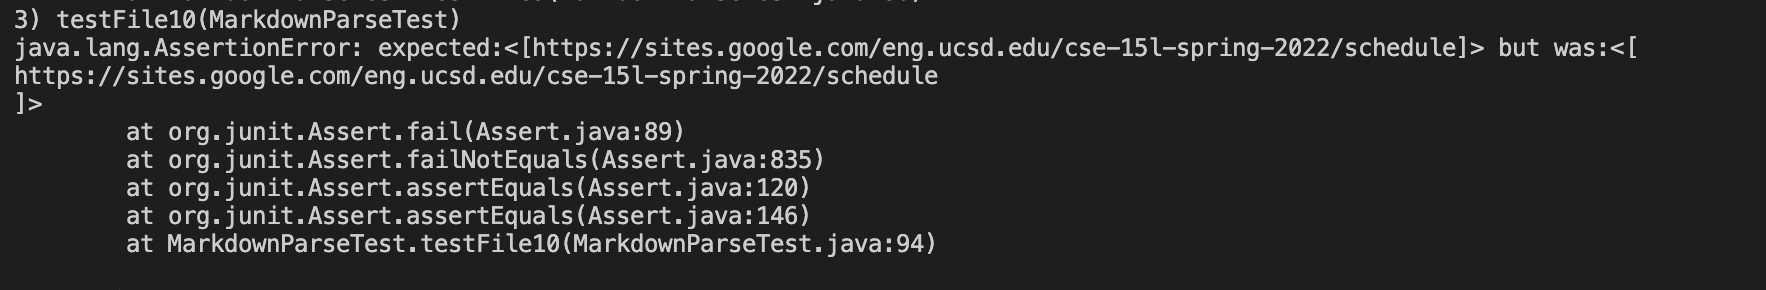 3) testFile10(MarkdownParseTest)
java.lang.AssertionError: expected:<[https://sites.google.com/eng.ucsd.edu/cse-15l-spring-2022/schedule]> but was:<[
https://sites.google.com/eng.ucsd.edu/cse-15l-spring-2022/schedule
]>
        at org.junit.Assert.fail(Assert.java:89)
        at org.junit.Assert.failNotEquals(Assert.java:835)
        at org.junit.Assert.assertEquals(Assert.java:120)
        at org.junit.Assert.assertEquals(Assert.java:146)
        at MarkdownParseTest.testFile10(MarkdownParseTest.java:94)